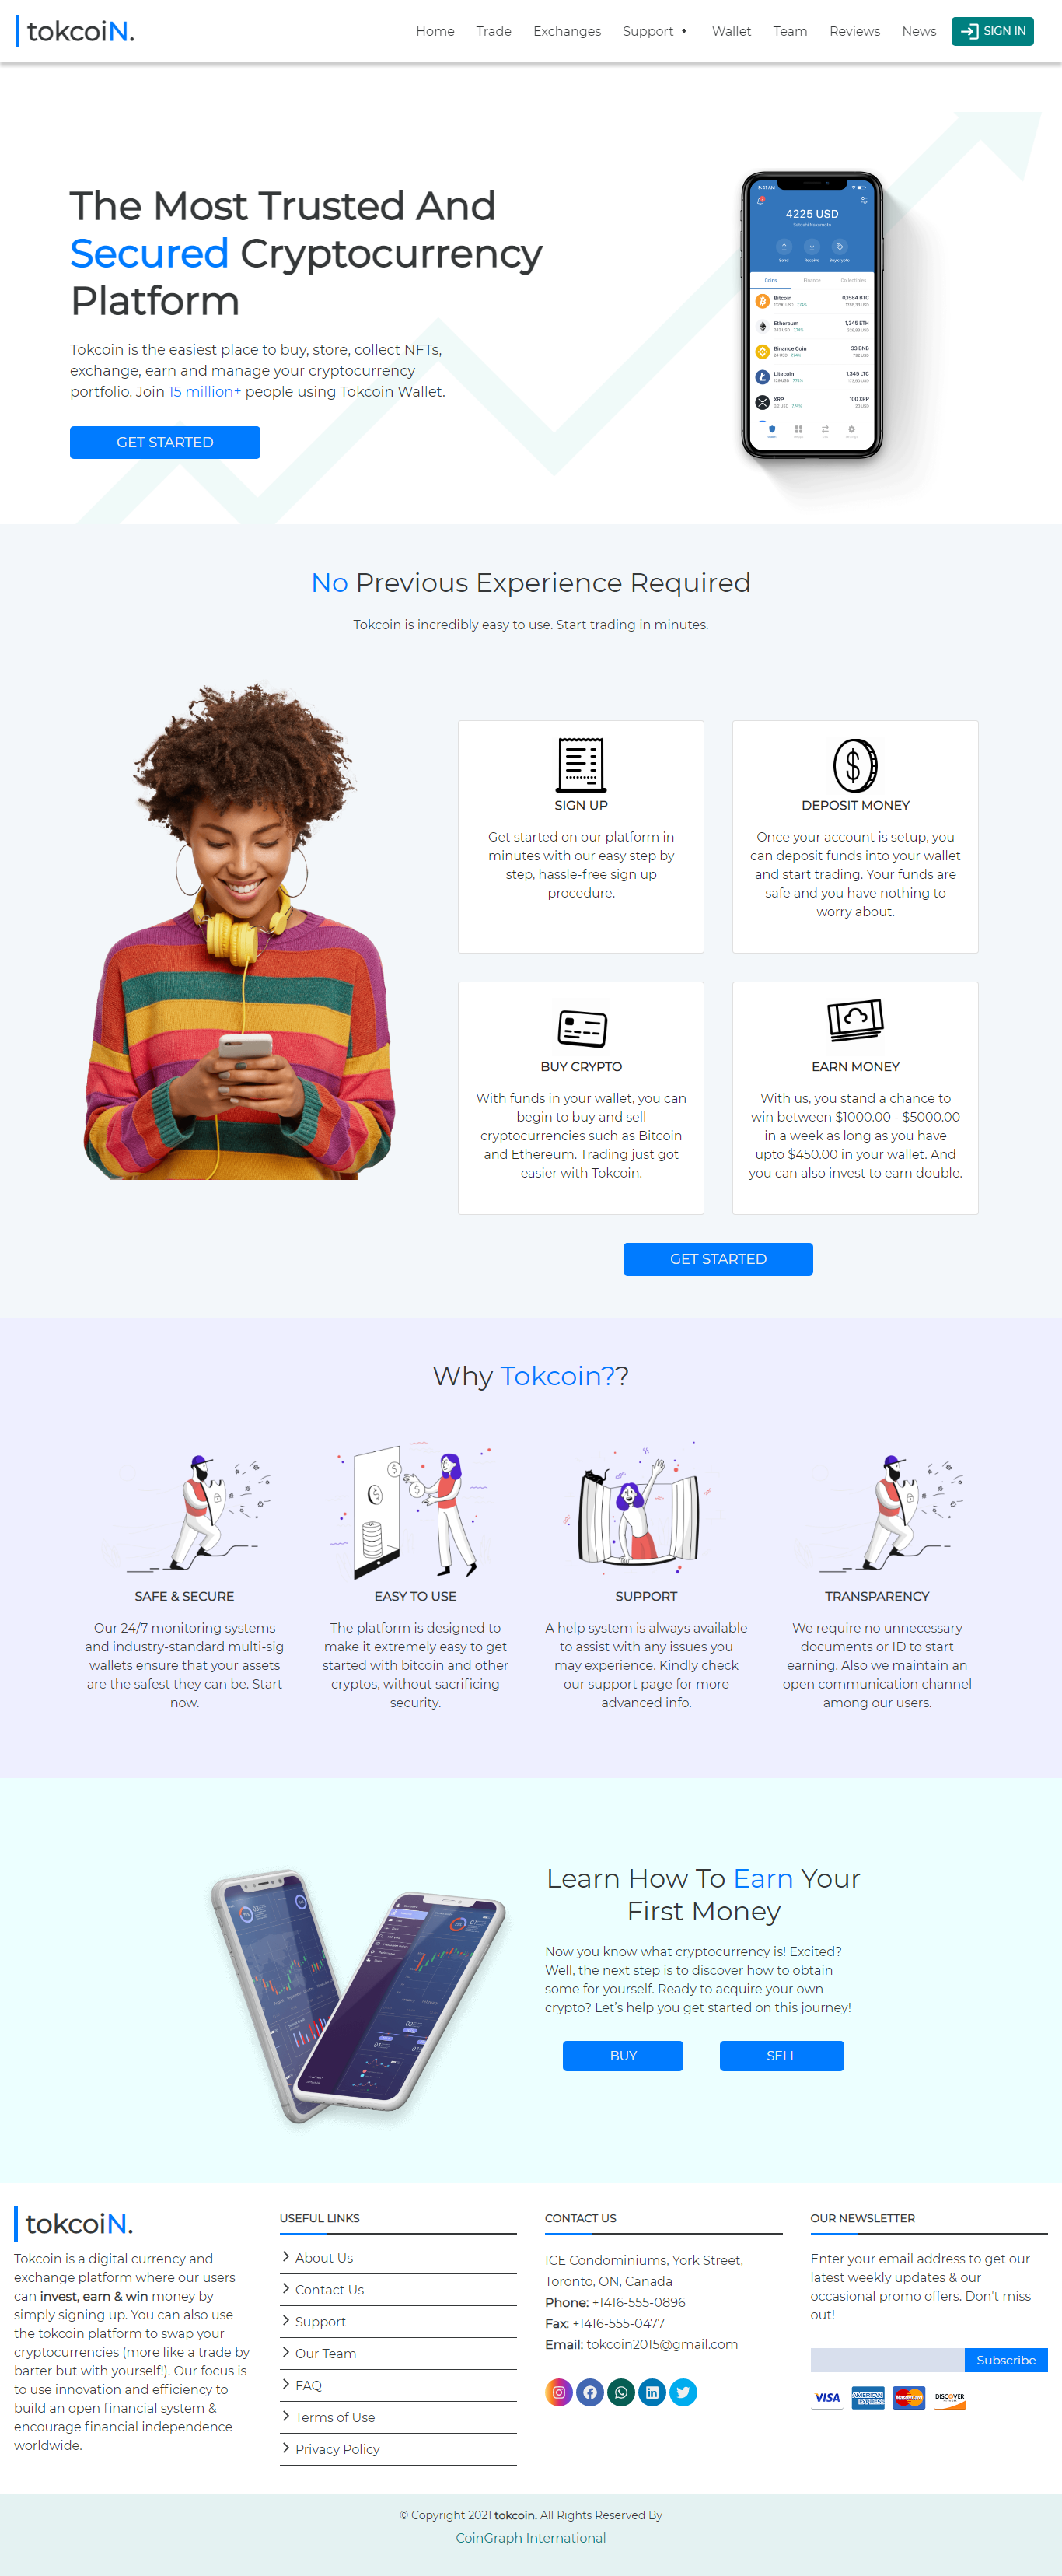 tokcoiN.
Home Trade Exchanges Support Wallet Team Reviews News SIGN IN
The Most Trusted And
Secured Cryptocurrency
Platform
Tokcoin is the easiest place to buy, store, collect NFTs,
exchange, earn and manage your cryptocurrency
portfolio. Join 15 million+ people using Tokcoin Wallet.
GET STARTED
4225 USD
Coins Finance Collectibles
Bitcoin 0,1584 BTC
Ethereum 1,345 ETH
Binance Coin 33 BNB
Litecoin 1,345 LTC
XRP 100 XRP
No Previous Experience Required
Tokcoin is incredibly easy to use. Start trading in minutes.
SIGN UP
Get started on our platform in
minutes with our easy step by
step, hassle-free sign up
procedure.
DEPOSIT MONEY
Once your account is setup, you
can deposit funds into your wallet
and start trading. Your funds are
safe and you have nothing to
worry about.
BUY CRYPTO
With funds in your wallet, you can
begin to buy and sell
cryptocurrencies such as Bitcoin
and Ethereum. Trading just got
easier with Tokcoin.
EARN MONEY
With us, you stand a chance to
win between $1000.00 - $5000.00
in a week as long as you have
upto $450.00 in your wallet. And
you can also invest to earn double.
GET STARTED
Why Tokcoin??
SAFE & SECURE
Our 24/7 monitoring systems
and industry-standard multi-sig
wallets ensure that your assets
are the safest they can be. Start
now.
EASY TO USE
The platform is designed to
make it extremely easy to get
started with bitcoin and other
cryptos, without sacrificing
security.
SUPPORT
A help system is always available
to assist with any issues you
may experience. Kindly check
our support page for more
advanced info.
TRANSPARENCY
We require no unnecessary
documents or ID to start
earning. Also we maintain an
open communication channel
among our users.
Learn How To Earn Your
First Money
Now you know what cryptocurrency is! Excited?
Well, the next step is to discover how to obtain
some for yourself. Ready to acquire your own
crypto? Let's help you get started on this journey!
BUY SELL
tokcoiN.
Tokcoin is a digital currency and
exchange platform where our users
can invest, earn & win money by
simply signing up. You can also use
the tokcoin platform to swap your
cryptocurrencies (more like a trade by
barter but with yourself!). Our focus is
to use innovation and efficiency to
build an open financial system &
encourage financial independence
worldwide.
USEFUL LINKS
About Us
Contact Us
Support
Our Team
FAQ
Terms of Use
Privacy Policy
CONTACT US
ICE Condominiums, York Street,
Toronto, ON, Canada
Phone: +1416-555-0896
Fax: +1416-555-0477
Email: tokcoin2015@gmail.com
OUR NEWSLETTER
Enter your email address to get our
latest weekly updates & our
occasional promo offers. Don't miss
out!
Subscribe
VISA AMERICAN EXPRESS MasterCard DISCOVER
© Copyright 2021 tokcoin. All Rights Reserved By
CoinGraph International